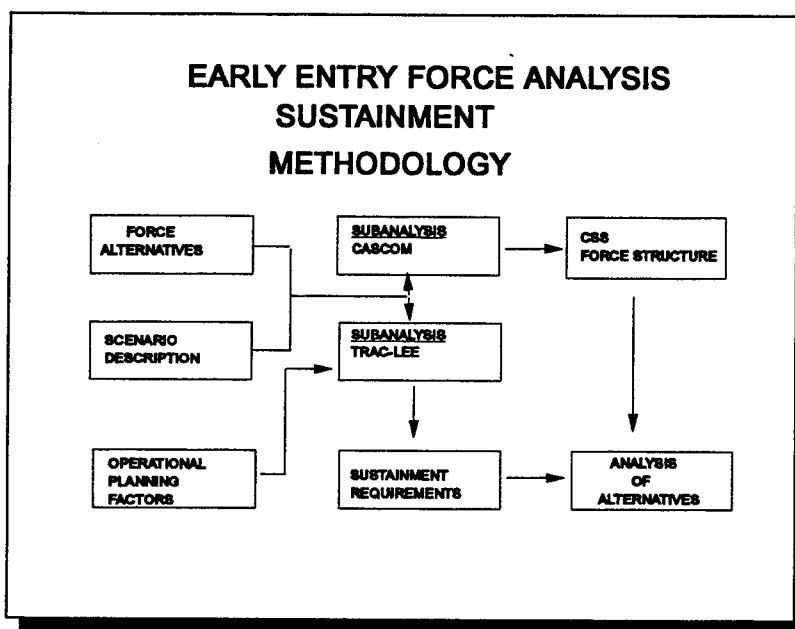 EARLY ENTRY FORCE ANALYSIS
SUSTAINMENT
METHODOLOGY
FORCE
ALTERNATIVES
SUBANALYSIS
CASCOM
CSS
FORCE STRUCTURE
SCENARIO
DESCRIPTION
SUBANALYSIS
TRAC-LEE
OPERATIONAL
PLANNING
FACTORS
SUSTAINMENT
REQUIREMENTS
ANALYSIS
OF
ALTERNATIVES